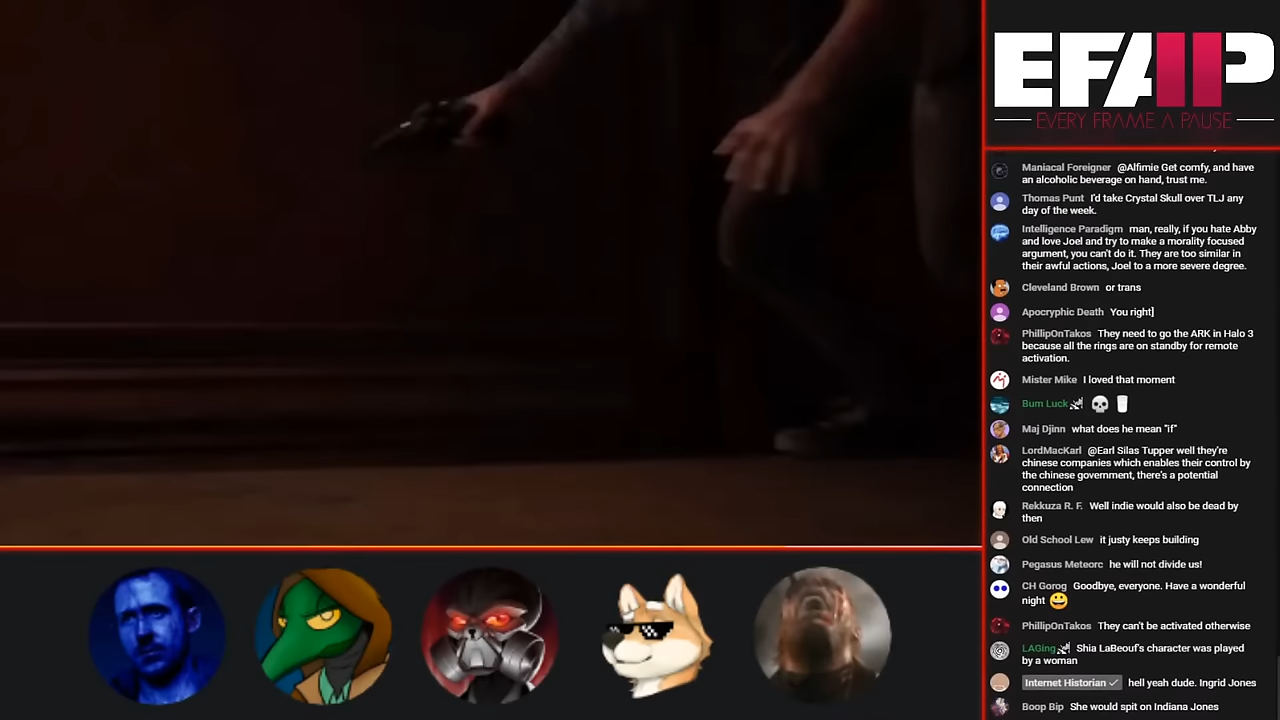 EFAP
EVERY FRAME A PAUSE
Maniacal Foreigner @Alfimie Get comfy, and have
an alcoholic beverage on hand, trust me.
Thomas Punt I'd take Crystal Skull over TLJ any
day of the week.
Intelligence Paradigm man, really, if you hate Abby
and love Joel and try to make a morality focused
argument, you can't do it. They are too similar in
their awful actions, Joel to a more severe degree.
Cleveland Brown or trans
Apocryphic Death You right]
PhillipOnTakos They need to go the ARK in Halo 3
because all the rings are on standby for remote
activation.
Mister Mike I loved that moment
Bum Luck
Maj Djinn what does he mean "if"
LordMacKarl @Earl Silas Tupper well they're
chinese companies which enables their control by
the chinese government, there's a potential
connection
Rekkuza R. F. Well indie would also be dead by
then
Old School Lew it justy keeps building
Pegasus Meteorc he will not divide us!
CH Gorog Goodbye, everyone. Have a wonderful
night 😀
PhillipOnTakos They can't be activated otherwise
LAGing Shia LaBeouf's character was played
by a woman
Internet Historian ✓ hell yeah dude. Ingrid Jones
Boop Bip She would spit on Indiana Jones